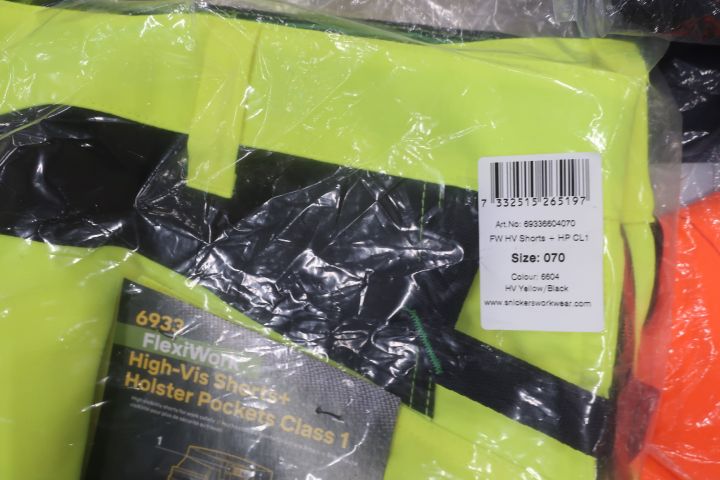 7 332515 265197
Art.No: 69336604070
FW HV Shorts + HP CL1
Size: 070
Colour: 6604
HV Yellow/Black
www.snickersworkwear.com
6933
FlexiWork
High-Vis Shorts+
Holster Pockets Class 1
1